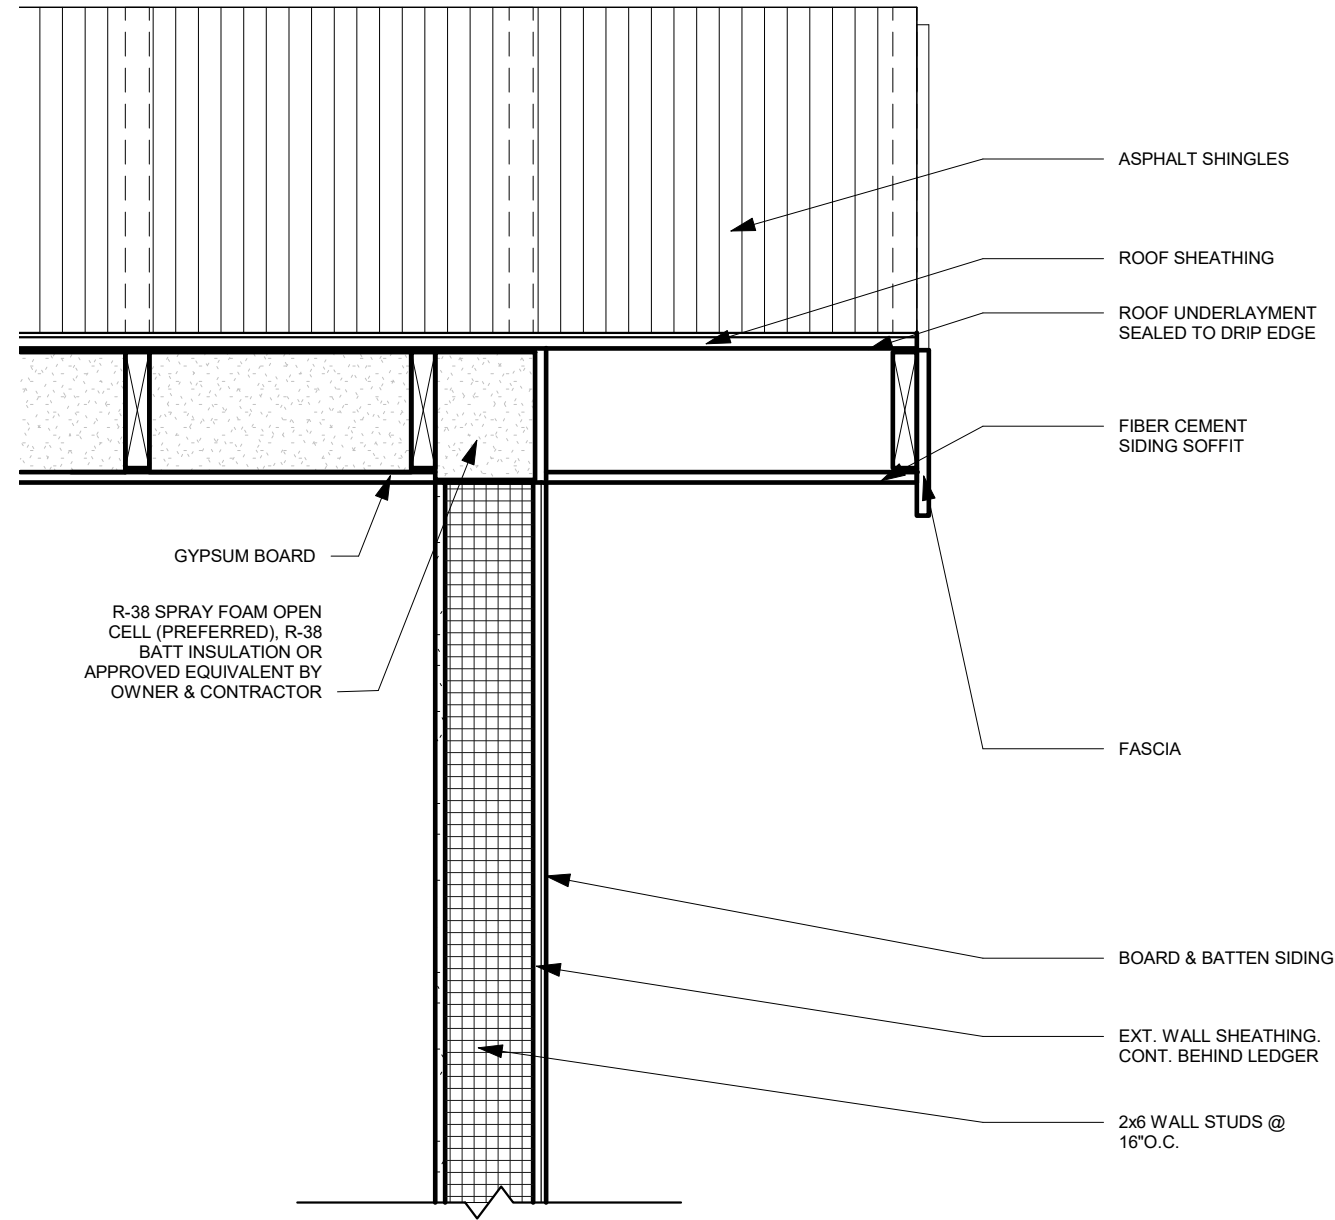 ASPHALT SHINGLES
ROOF SHEATHING
ROOF UNDERLAYMENT
SEALED TO DRIP EDGE
FIBER CEMENT
SIDING SOFFIT
GYPSUM BOARD
R-38 SPRAY FOAM OPEN
CELL (PREFERRED), R-38
BATT INSULATION OR
APPROVED EQUIVALENT BY
OWNER & CONTRACTOR
FASCIA
BOARD & BATTEN SIDING
EXT. WALL SHEATHING.
CONT. BEHIND LEDGER
2x6 WALL STUDS @
16"O.C.